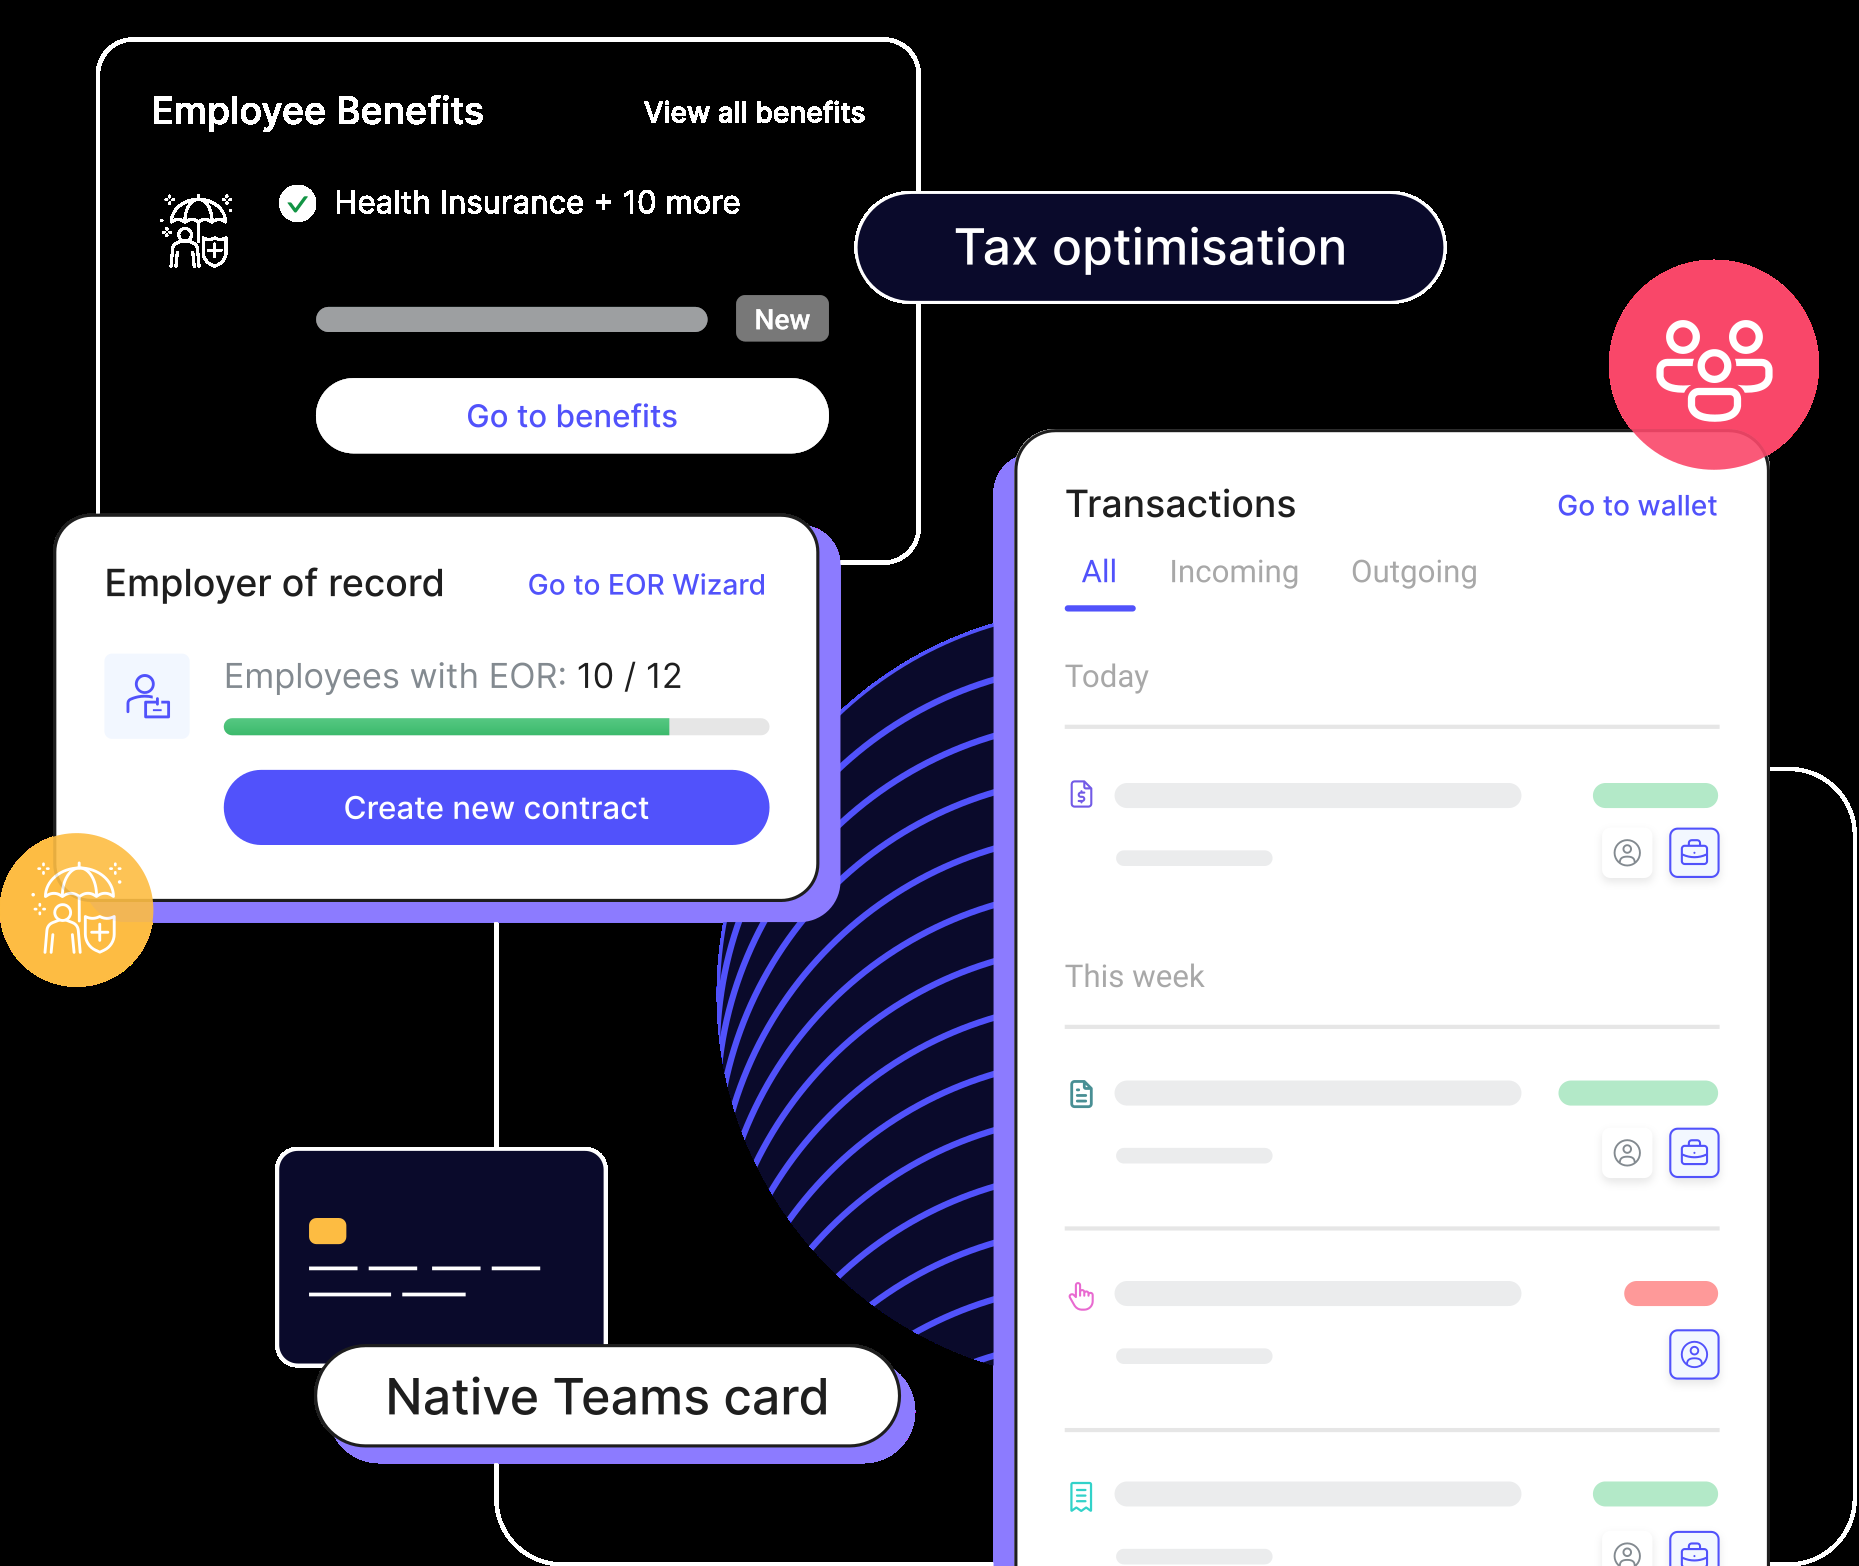 Employee Benefits
View all benefits
Health Insurance + 10 more
New
Go to benefits
Tax optimisation
Employer of record
Go to EOR Wizard
Employees with EOR: 10 / 12
Create new contract
Native Teams card
Transactions
Go to wallet
All
Incoming
Outgoing
Today
This week